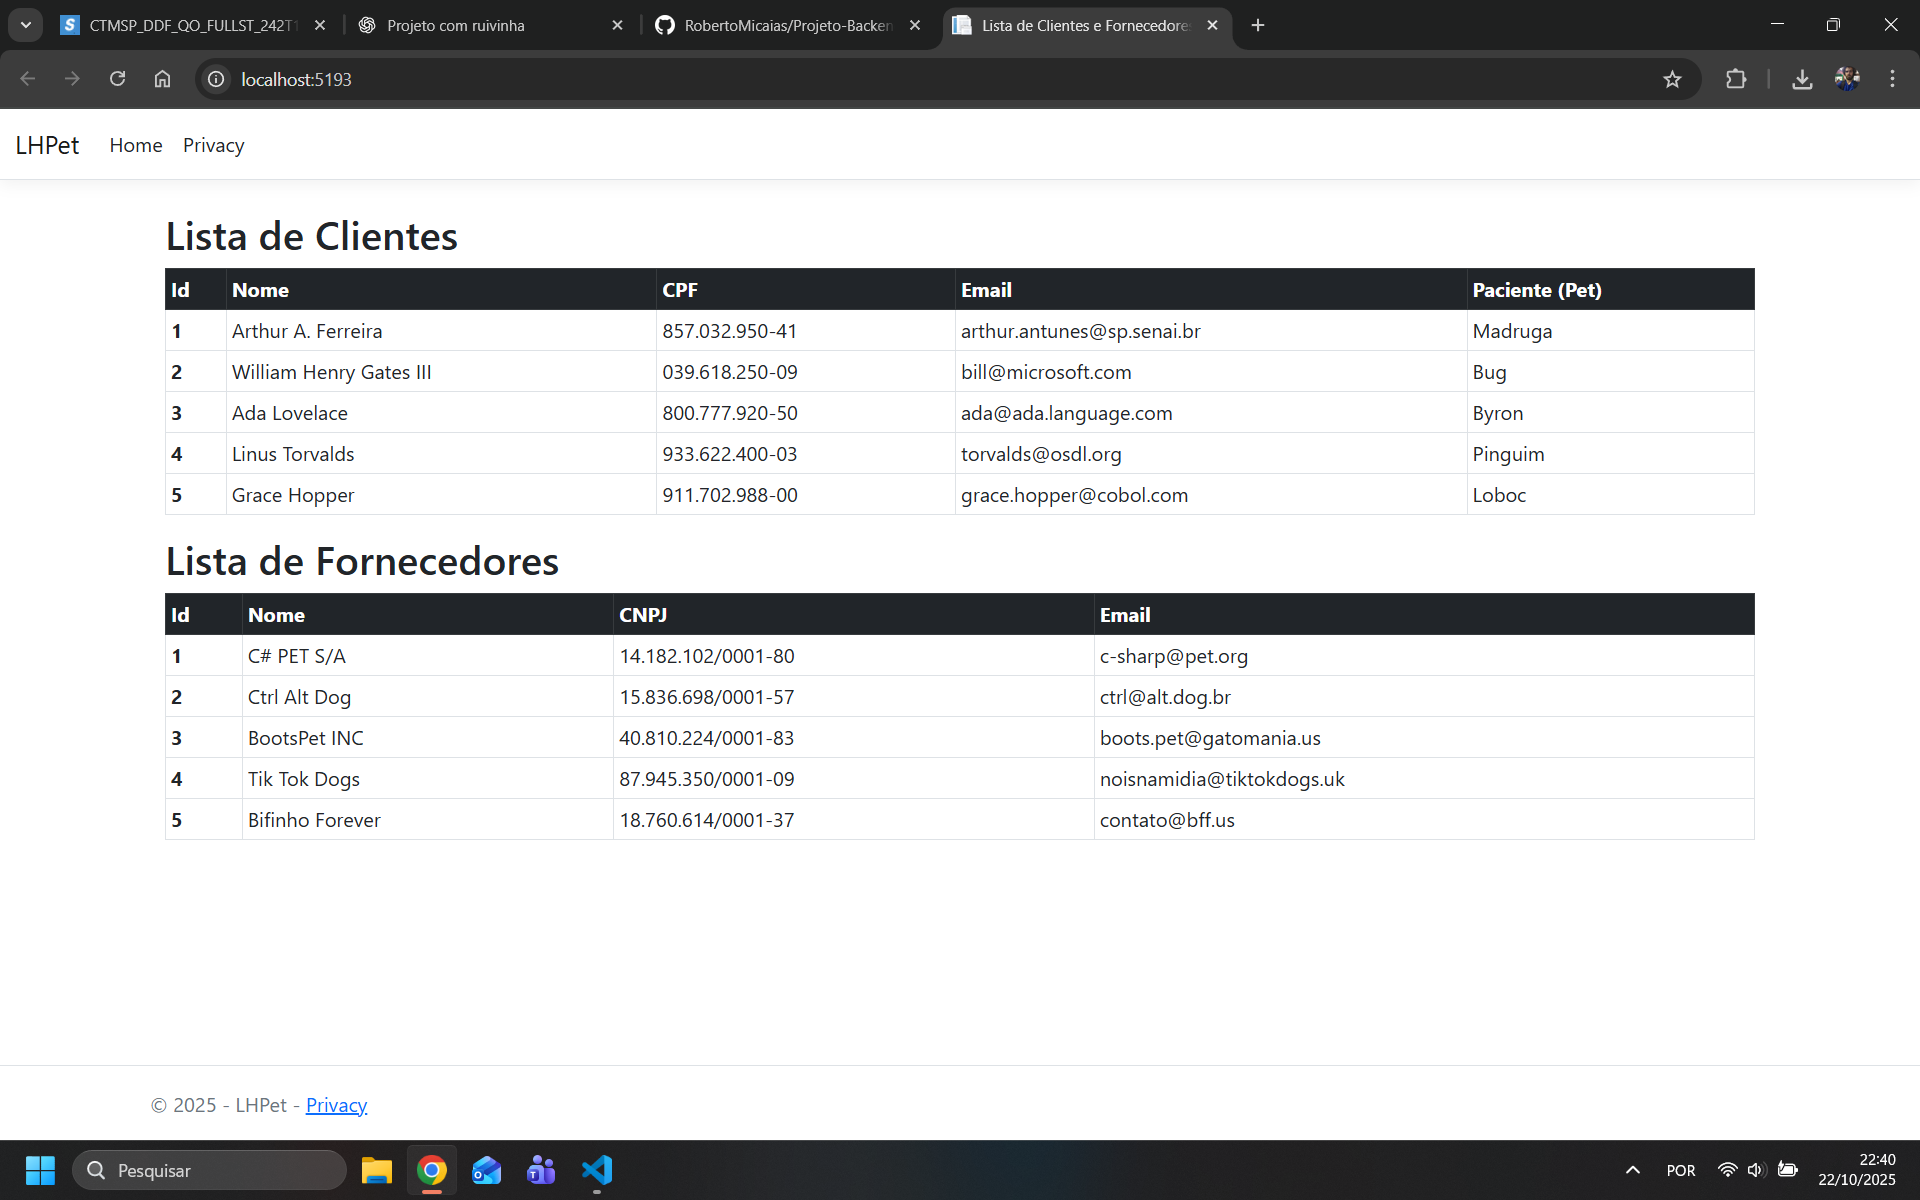 CTMSP_DDF_QO_FULLST_242T1
Projeto com ruivinha
RobertoMicaias/Projeto-Backen
Lista de Clientes e Fornecedores
localhost:5193
LHPet Home Privacy
Lista de Clientes
Id Nome CPF Email Paciente (Pet)
1 Arthur A. Ferreira 857.032.950-41 arthur.antunes@sp.senai.br Madruga
2 William Henry Gates III 039.618.250-09 bill@microsoft.com Bug
3 Ada Lovelace 800.777.920-50 ada@ada.language.com Byron
4 Linus Torvalds 933.622.400-03 torvalds@osdl.org Pinguim
5 Grace Hopper 911.702.988-00 grace.hopper@cobol.com Loboc
Lista de Fornecedores
Id Nome CNPJ Email
1 C# PET S/A 14.182.102/0001-80 c-sharp@pet.org
2 Ctrl Alt Dog 15.836.698/0001-57 ctrl@alt.dog.br
3 BootsPet INC 40.810.224/0001-83 boots.pet@gatomania.us
4 Tik Tok Dogs 87.945.350/0001-09 noisnamidia@tiktokdogs.uk
5 Bifinho Forever 18.760.614/0001-37 contato@bff.us
© 2025 - LHPet - Privacy
Pesquisar
POR
22:40
22/10/2025